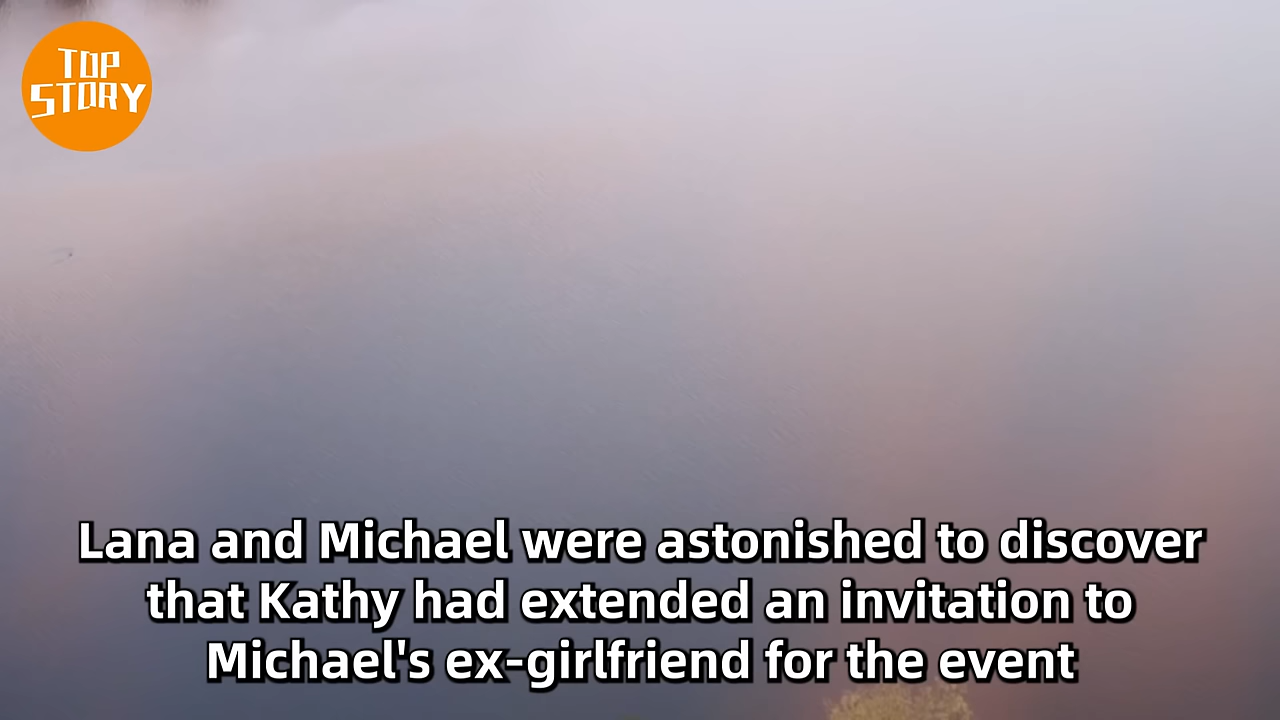 TOP
STORY
Lana and Michael were astonished to discover
that Kathy had extended an invitation to
Michael's ex-girlfriend for the event